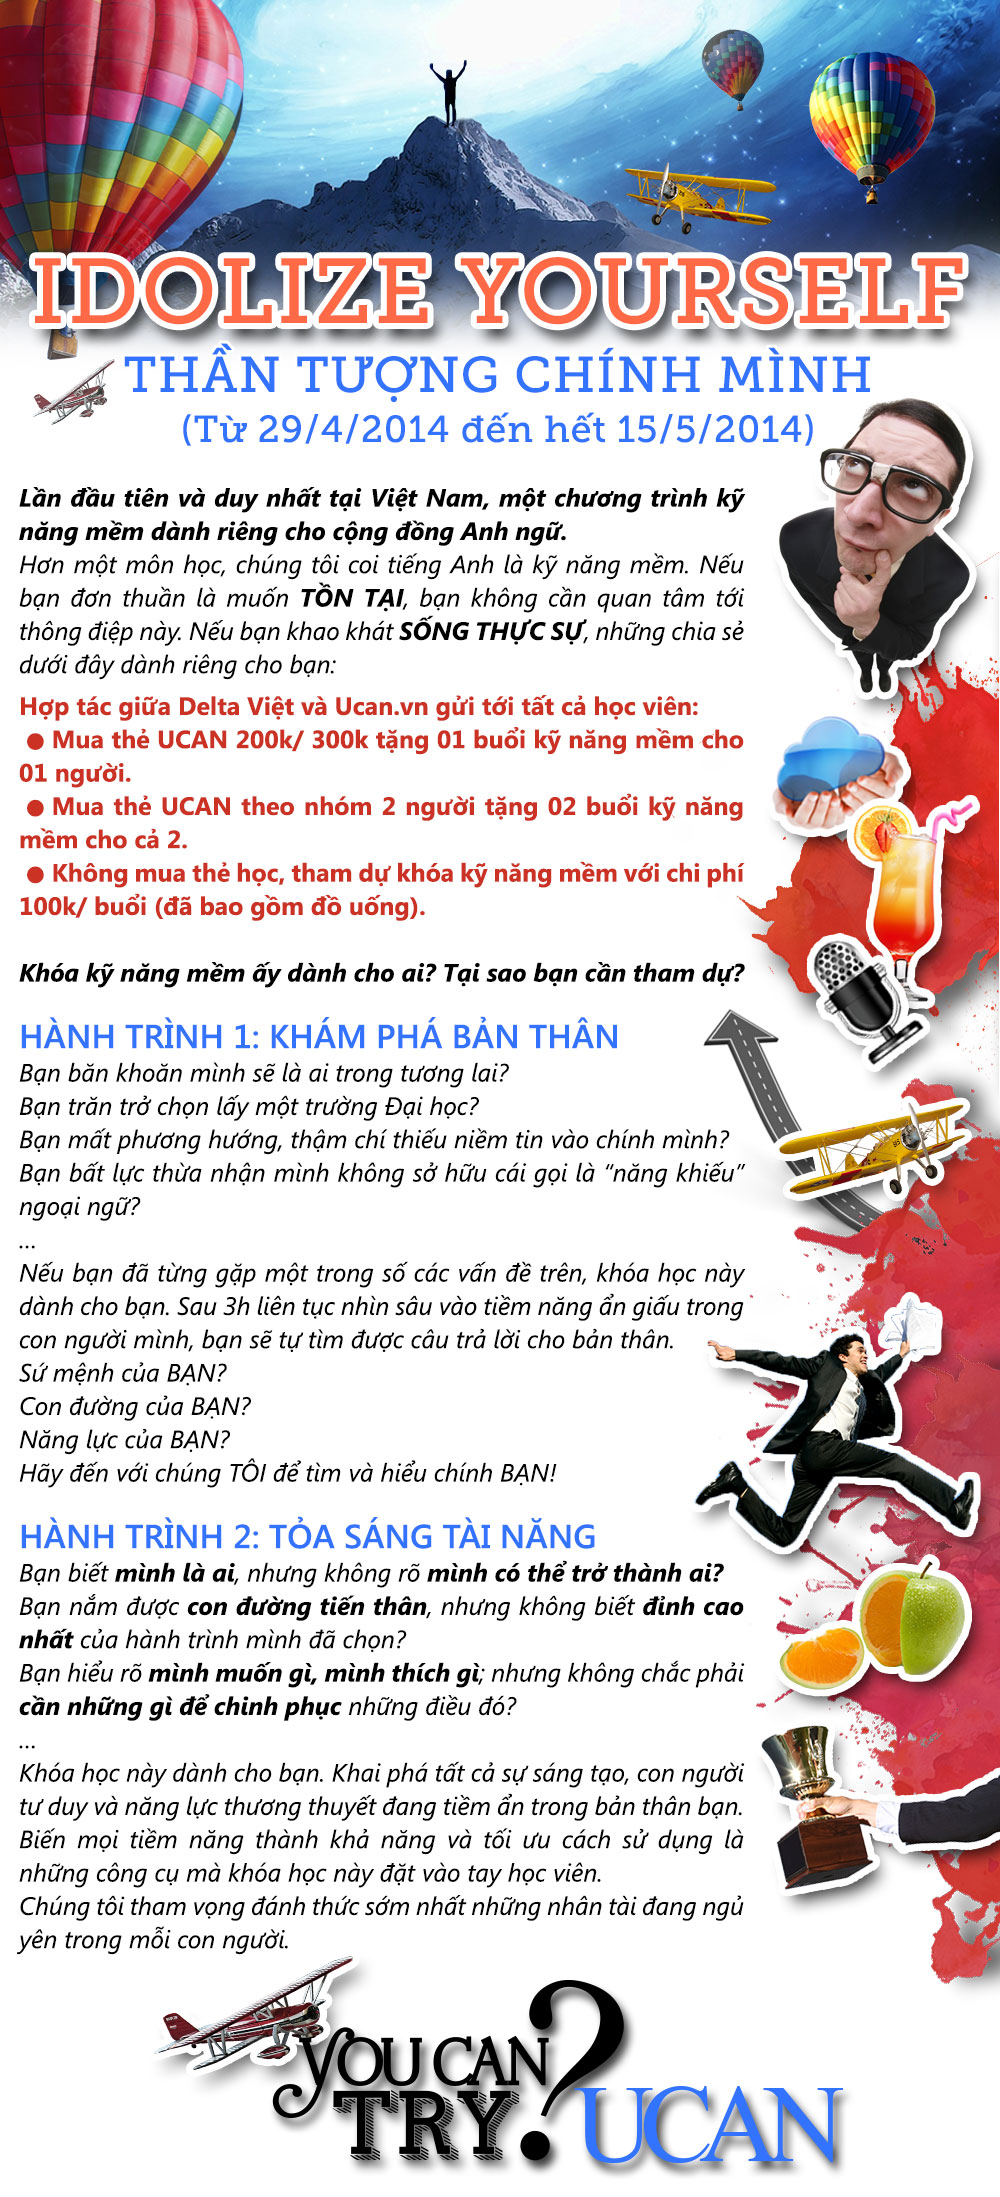 IDOLIZE YOURSELF
THẦN TƯỢNG CHÍNH MÌNH
(Từ 29/4/2014 đến hết 15/5/2014)
Lần đầu tiên và duy nhất tại Việt Nam, một chương trình kỹ
năng mềm dành riêng cho cộng đồng Anh ngữ.
Hơn một môn học, chúng tôi coi tiếng Anh là kỹ năng mềm. Nếu
bạn đơn thuần là muốn TỒN TẠI, bạn không cần quan tâm tới
thông điệp này. Nếu bạn khao khát SỐNG THỰC SỰ, những chia sẻ
dưới đây dành riêng cho bạn:
Hợp tác giữa Delta Việt và Ucan.vn gửi tới tất cả học viên:
● Mua thẻ UCAN 200k/ 300k tặng 01 buổi kỹ năng mềm cho
01 người.
● Mua thẻ UCAN theo nhóm 2 người tặng 02 buổi kỹ năng
mềm cho cả 2.
● Không mua thẻ học, tham dự khóa kỹ năng mềm với chi phí
100k/ buổi (đã bao gồm đồ uống).
Khóa kỹ năng mềm ấy dành cho ai? Tại sao bạn cần tham dự?
HÀNH TRÌNH 1: KHÁM PHÁ BẢN THÂN
Bạn băn khoăn mình sẽ là ai trong tương lai?
Bạn trăn trở chọn lấy một trường Đại học?
Bạn mất phương hướng, thậm chí thiếu niềm tin vào chính mình?
Bạn bất lực thừa nhận mình không sở hữu cái gọi là “năng khiếu”
ngoại ngữ?
...
Nếu bạn đã từng gặp một trong số các vấn đề trên, khóa học này
dành cho bạn. Sau 3h liên tục nhìn sâu vào tiềm năng ẩn giấu trong
con người mình, bạn sẽ tự tìm được câu trả lời cho bản thân.
Sứ mệnh của BẠN?
Con đường của BẠN?
Năng lực của BẠN?
Hãy đến với chúng TÔI để tìm và hiểu chính BẠN!
HÀNH TRÌNH 2: TỎA SÁNG TÀI NĂNG
Bạn biết mình là ai, nhưng không rõ mình có thể trở thành ai?
Bạn nắm được con đường tiến thân, nhưng không biết đỉnh cao
nhất của hành trình mình đã chọn?
Bạn hiểu rõ mình muốn gì, mình thích gì; nhưng không chắc phải
cần những gì để chinh phục những điều đó?
...
Khóa học này dành cho bạn. Khai phá tất cả sự sáng tạo, con người
tư duy và năng lực thương thuyết đang tiềm ẩn trong bản thân bạn.
Biến mọi tiềm năng thành khả năng và tối ưu cách sử dụng là
những công cụ mà khóa học này đặt vào tay học viên.
Chúng tôi tham vọng đánh thức sớm nhất những nhân tài đang ngủ
yên trong mỗi con người.
YOU CAN
TRY?
UCAN